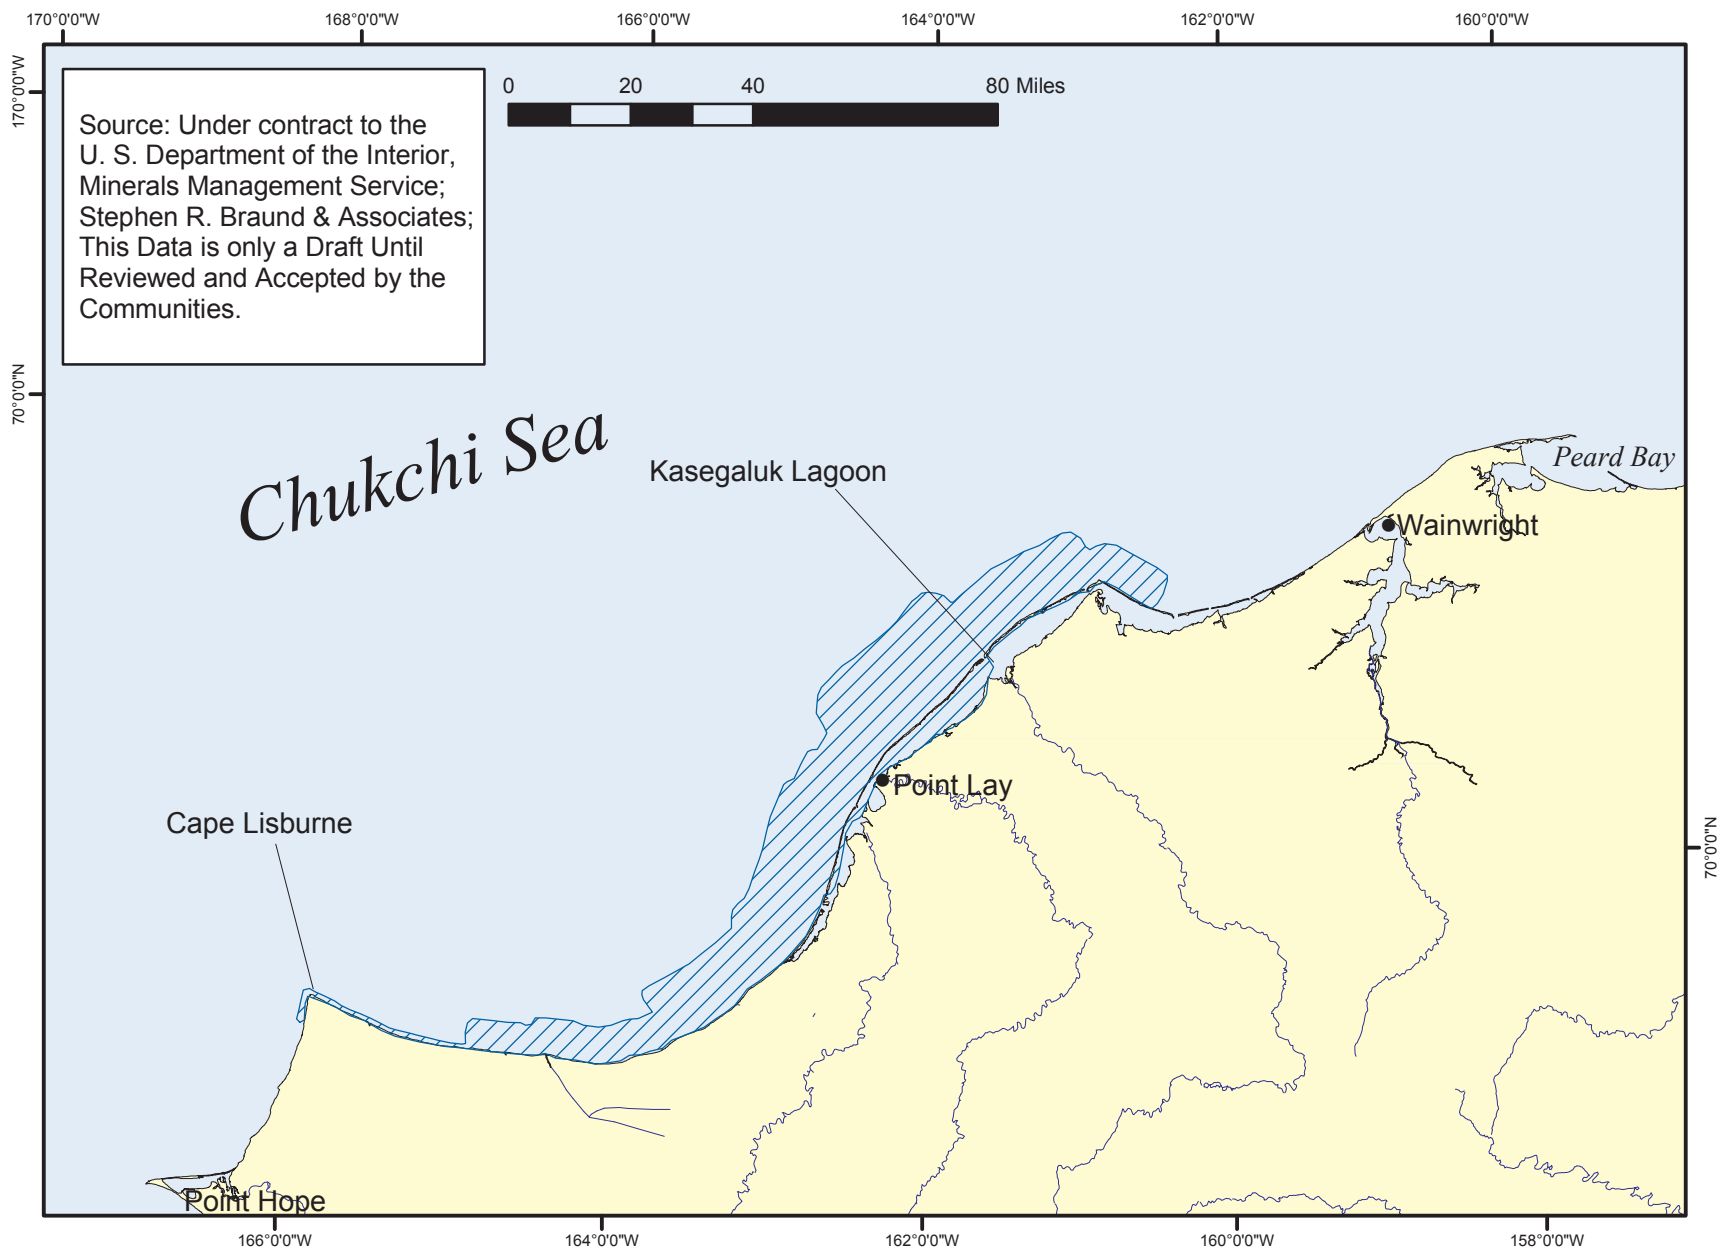 170°0'0"W 168°0'0"W 166°0'0"W 164°0'0"W 162°0'0"W 160°0'0"W
170°0'0"W
0 20 40 80 Miles
Source: Under contract to the
U. S. Department of the Interior,
Minerals Management Service;
Stephen R. Braund & Associates;
This Data is only a Draft Until
Reviewed and Accepted by the
Communities.
70°0'0"N
Chukchi Sea
Kasegaluk Lagoon
Peard Bay
Wainwright
Point Lay
Cape Lisburne
70°0'0"N
Point Hope
166°0'0"W 164°0'0"W 162°0'0"W 160°0'0"W 158°0'0"W